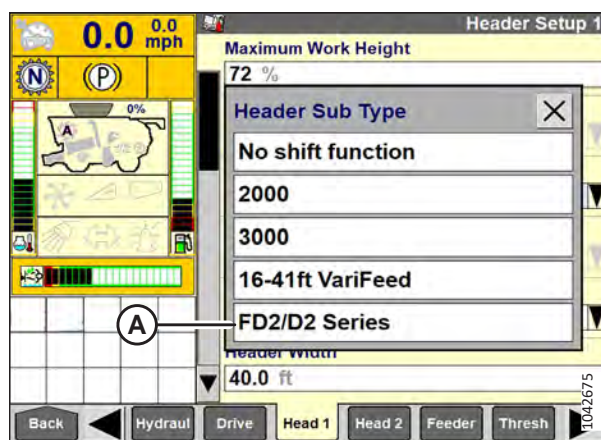 0.0 0.0 mph
Header Setup 1
N (P)
Maximum Work Height
72 %
0%
A
Header Sub Type X
No shift function
2000
3000
16-41ft VariFeed
A
FD2/D2 Series
Header Width
40.0 ft
Back Hydraul Drive Head 1 Head 2 Feeder Thresh
1042675